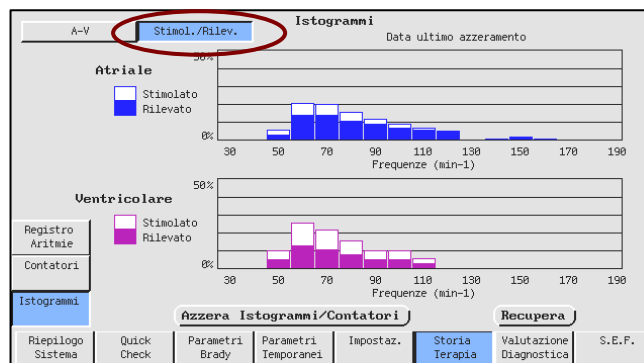 Istogrammi
A-V
Stimol./Rilev.
Data ultimo azzeramento
Atriale
50%
Stimolato
Rilevato
0%
30 50 70 90 110 130 150 170 190
Frequenze (min-1)
Ventricolare
50%
Stimolato
Rilevato
0%
30 50 70 90 110 130 150 170 190
Frequenze (min-1)
Registro
Aritmie
Contatori
Istogrammi
Azzera Istogrammi/Contatori
Recupera
Riepilogo
Sistema
Quick
Check
Parametri
Brady
Parametri
Temporanei
Impostaz.
Storia
Terapia
Valutazione
Diagnostica
S.E.F.